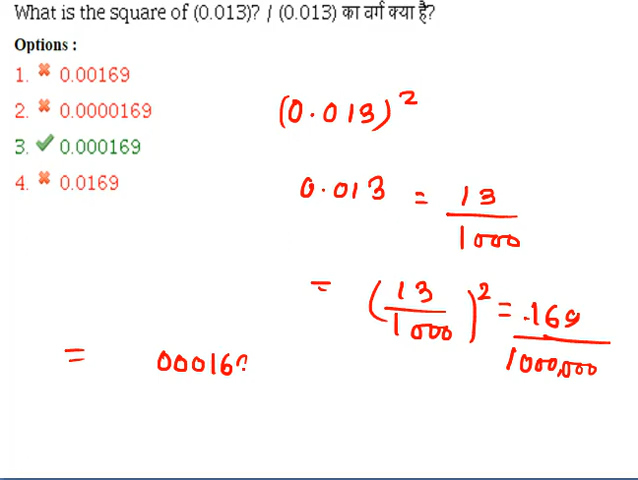 What is the square of (0.013)? / (0.013) का वर्ग क्या है?
Options :
1. ✖ 0.00169
2. ✖ 0.0000169
(0.013)²
3. ✔ 0.000169
4. ✖ 0.0169
0.013 = 13/1000
= (13/1000)² = .169/1000,000
= 000169